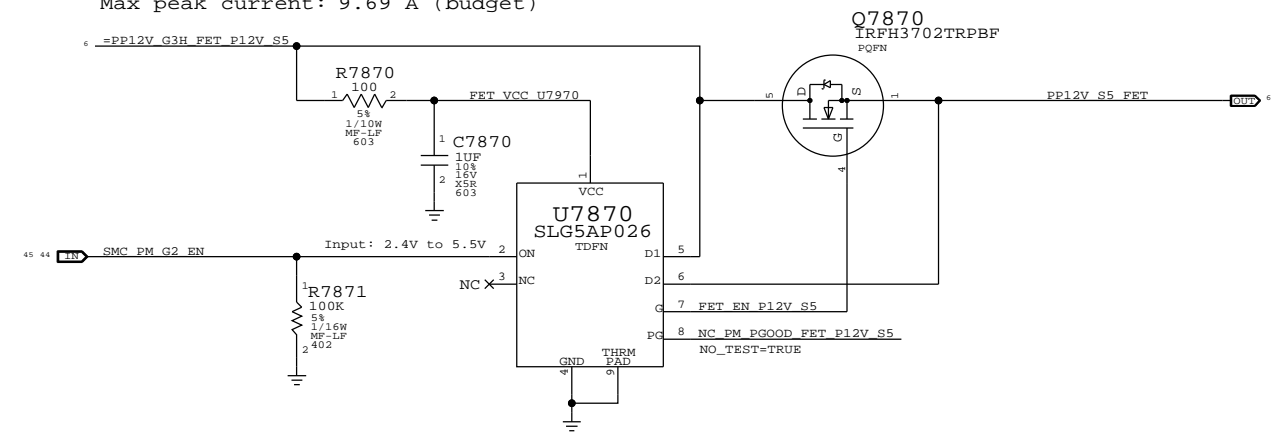 Max peak current: 9.69 A (budget)
Q7870
IRFH3702TRPBF
PQFN
6 =PP12V_G3H_FET_P12V_S5
R7870
100
1 2
5%
1/10W
MF-LF
603
FET_VCC_U7970
5 D S 1
G
4
PP12V_S5_FET
OUT 6
1 C7870
1UF
10%
2 16V
X5R
603
1
VCC
U7870
SLG5AP026
TDFN
45 44 IN SMC_PM_G2_EN
Input: 2.4V to 5.5V 2 ON
D1 5
NC 3 NC
D2 6
1 R7871
100K
5%
1/16W
MF-LF
2 402
G 7 FET_EN_P12V_S5
PG 8 NC_PM_PGOOD_FET_P12V_S5
NO_TEST=TRUE
GND THRM PAD
4 9